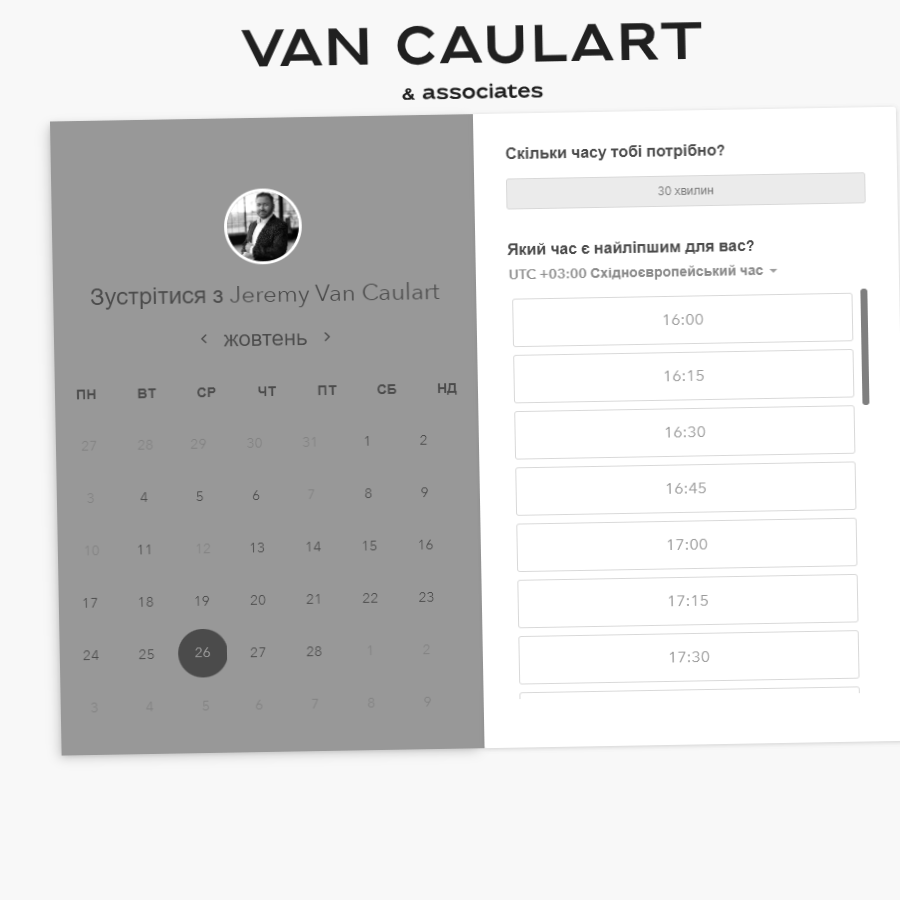 VAN CAULART
& associates
Зустрітися з Jeremy Van Caulart
жовтень
ПН ВТ СР ЧТ ПТ СБ НД
27 28 29 30 31 1 2
3 4 5 6 7 8 9
10 11 12 13 14 15 16
17 18 19 20 21 22 23
24 25 26 27 28 1 2
3 4 5 6 7 8 9
Скільки часу тобі потрібно?
30 хвилин
Який час є найліпшим для вас?
UTC +03:00 Східноєвропейський час
16:00
16:15
16:30
16:45
17:00
17:15
17:30